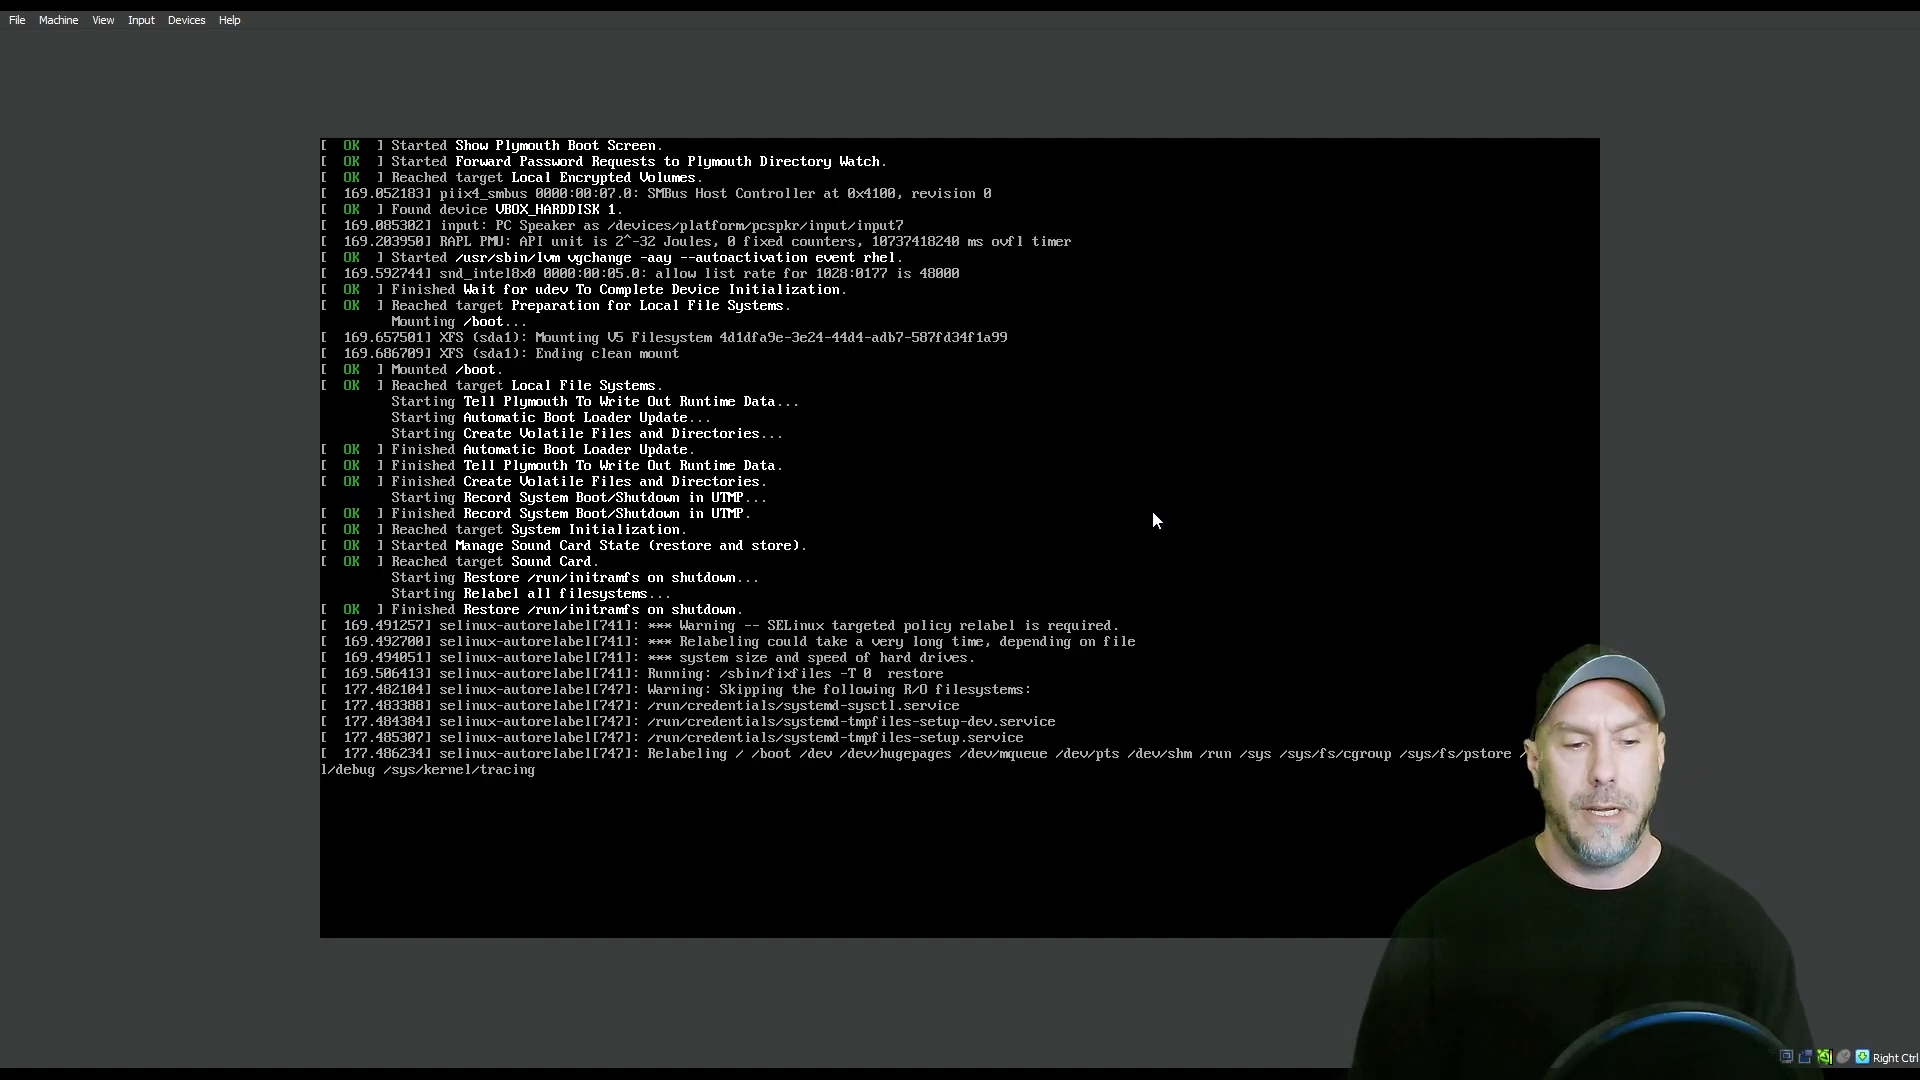 File Machine View Input Devices Help
[  OK  ] Started Show Plymouth Boot Screen.
[  OK  ] Started Forward Password Requests to Plymouth Directory Watch.
[  OK  ] Reached target Local Encrypted Volumes.
[  169.052183] piix4_smbus 0000:00:07.0: SMBus Host Controller at 0x4100, revision 0
[  OK  ] Found device VBOX_HARDDISK 1.
[  169.085302] input: PC Speaker as /devices/platform/pcspkr/input/input7
[  169.203950] RAPL PMU: API unit is 2^-32 Joules, 0 fixed counters, 10737418240 ms ovfl timer
[  OK  ] Started /usr/sbin/lvm vgchange -aay --autoactivation event rhel.
[  169.592744] snd_intel8x0 0000:00:05.0: allow list rate for 1028:0177 is 48000
[  OK  ] Finished Wait for udev To Complete Device Initialization.
[  OK  ] Reached target Preparation for Local File Systems.
Mounting /boot...
[  169.657501] XFS (sda1): Mounting V5 Filesystem 4d1dfa9e-3e24-44d4-adb7-587fd34f1a99
[  169.686709] XFS (sda1): Ending clean mount
[  OK  ] Mounted /boot.
[  OK  ] Reached target Local File Systems.
Starting Tell Plymouth To Write Out Runtime Data...
Starting Automatic Boot Loader Update...
Starting Create Volatile Files and Directories...
[  OK  ] Finished Automatic Boot Loader Update.
[  OK  ] Finished Tell Plymouth To Write Out Runtime Data.
[  OK  ] Finished Create Volatile Files and Directories.
Starting Record System Boot/Shutdown in UTMP...
[  OK  ] Finished Record System Boot/Shutdown in UTMP.
[  OK  ] Reached target System Initialization.
[  OK  ] Started Manage Sound Card State (restore and store).
[  OK  ] Reached target Sound Card.
Starting Restore /run/initramfs on shutdown...
Starting Relabel all filesystems...
[  OK  ] Finished Restore /run/initramfs on shutdown.
[  169.491257] selinux-autorelabel[741]: *** Warning -- SELinux targeted policy relabel is required.
[  169.492700] selinux-autorelabel[741]: *** Relabeling could take a very long time, depending on file
[  169.494051] selinux-autorelabel[741]: *** system size and speed of hard drives.
[  169.506413] selinux-autorelabel[741]: Running: /sbin/fixfiles -T 0  restore
[  177.482104] selinux-autorelabel[747]: Warning: Skipping the following R/O filesystems:
[  177.483388] selinux-autorelabel[747]: /run/credentials/systemd-sysctl.service
[  177.484384] selinux-autorelabel[747]: /run/credentials/systemd-tmpfiles-setup-dev.service
[  177.485307] selinux-autorelabel[747]: /run/credentials/systemd-tmpfiles-setup.service
[  177.486234] selinux-autorelabel[747]: Relabeling / /boot /dev /dev/hugepages /dev/mqueue /dev/pts /dev/shm /run /sys /sys/fs/cgroup /sys/fs/pstore
l/debug /sys/kernel/tracing
Right Ctrl